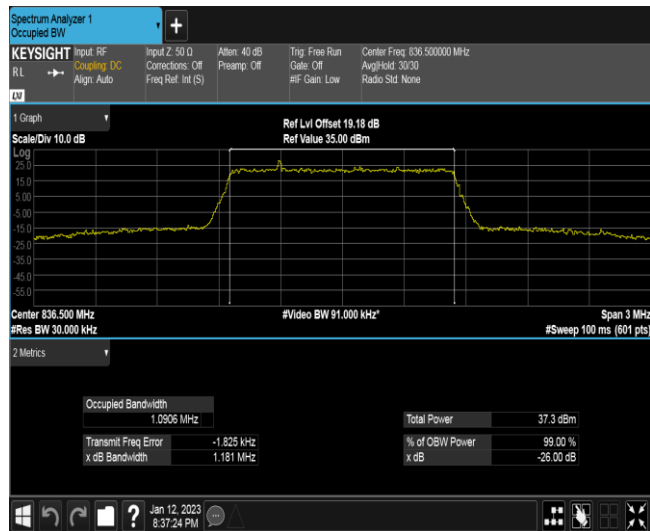 Spectrum Analyzer 1
Occupied BW
+
KEYSIGHT
RL
LXI
Input: RF
Coupling: DC
Align: Auto
Input Z: 50 Ω
Corrections: Off
Freq Ref: Int (S)
Atten: 40 dB
Preamp: Off
Trig: Free Run
Gate: Off
#IF Gain: Low
Center Freq: 836.500000 MHz
Avg|Hold: 30/30
Radio Std: None
1 Graph
Scale/Div 10.0 dB
Ref Lvl Offset 19.18 dB
Ref Value 35.00 dBm
Log
25.0
15.0
5.00
-5.00
-15.0
-25.0
-35.0
-45.0
-55.0
Center 836.500 MHz
#Res BW 30.000 kHz
#Video BW 91.000 kHz*
Span 3 MHz
#Sweep 100 ms (601 pts)
2 Metrics
Occupied Bandwidth
1.0906 MHz
Transmit Freq Error -1.825 kHz
x dB Bandwidth 1.181 MHz
Total Power 37.3 dBm
% of OBW Power 99.00 %
x dB -26.00 dB
?
Jan 12, 2023
8:37:24 PM